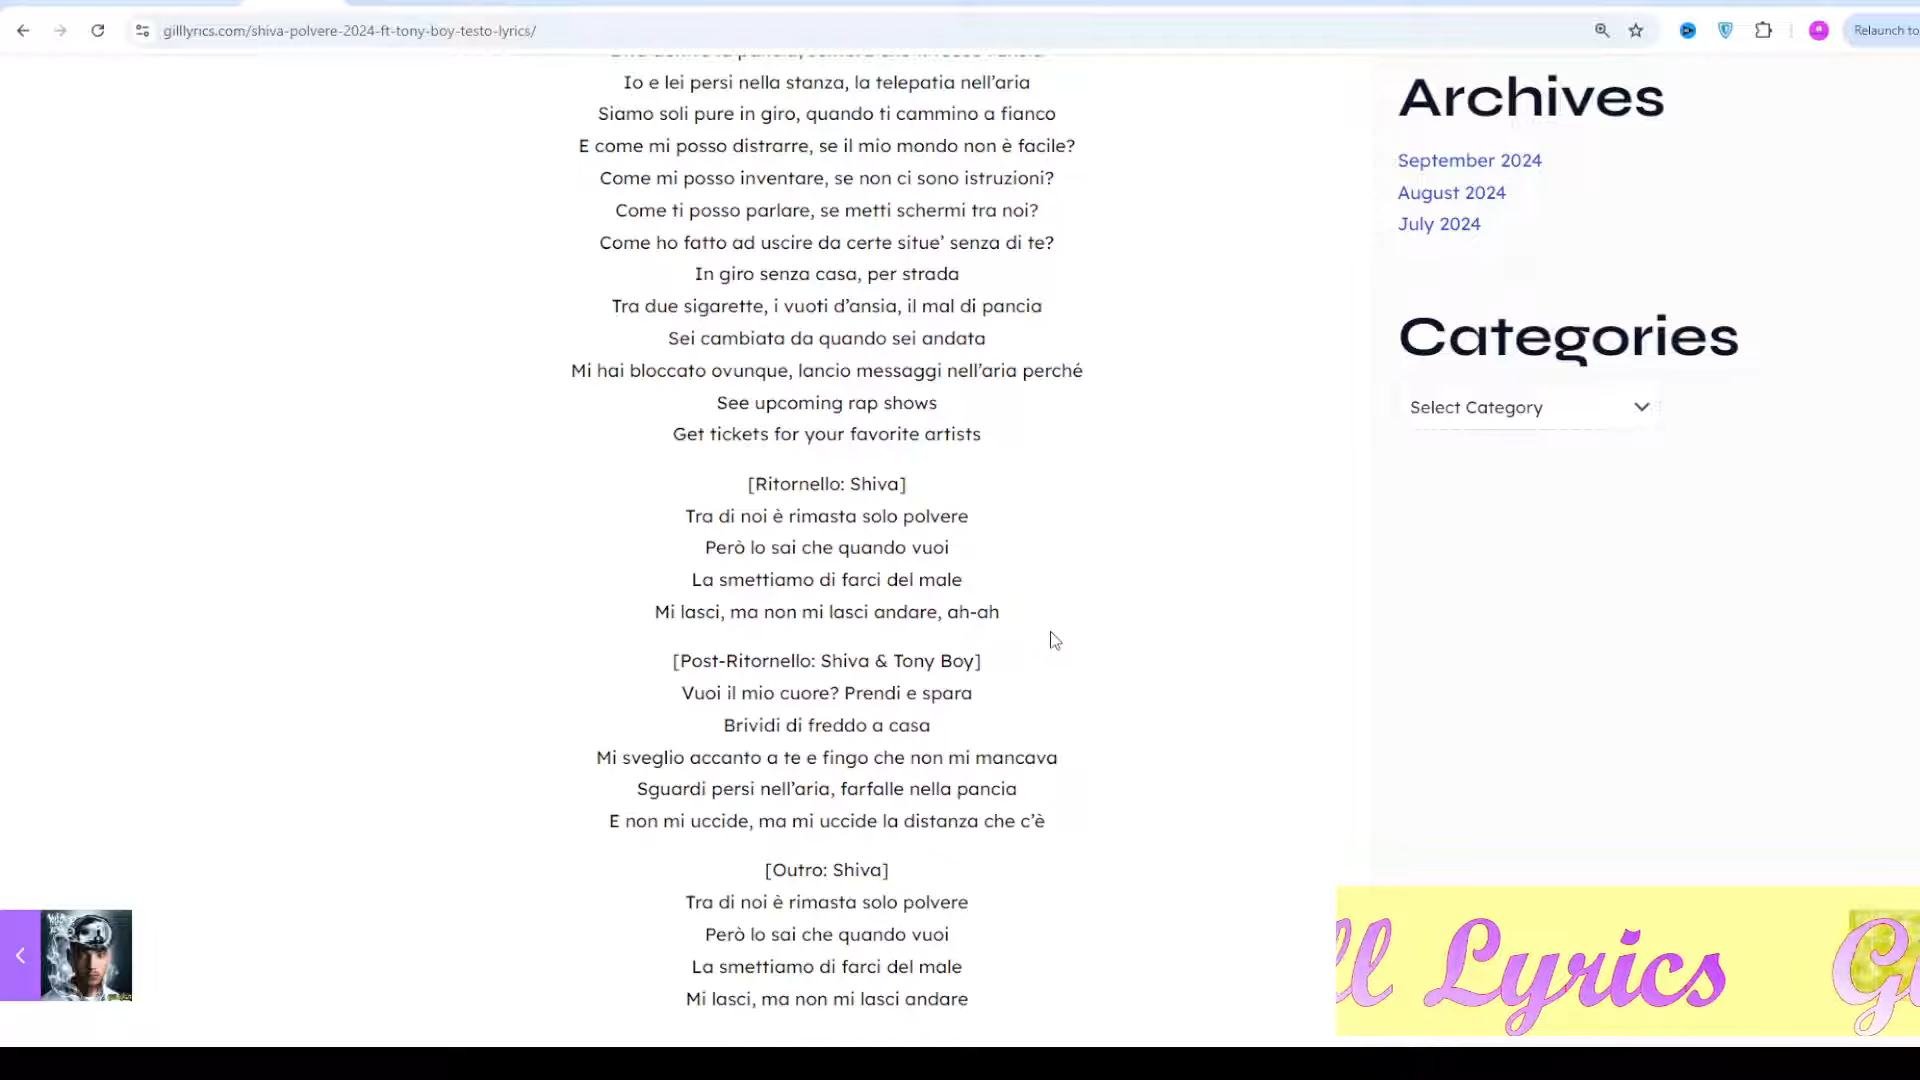 gilllyrics.com/shiva-polvere-2024-ft-tony-boy-testo-lyrics/
Relaunch to
Io e lei persi nella stanza, la telepatia nell'aria
Siamo soli pure in giro, quando ti cammino a fianco
E come mi posso distrarre, se il mio mondo non è facile?
Come mi posso inventare, se non ci sono istruzioni?
Come ti posso parlare, se metti schermi tra noi?
Come ho fatto ad uscire da certe situe' senza di te?
In giro senza casa, per strada
Tra due sigarette, i vuoti d'ansia, il mal di pancia
Sei cambiata da quando sei andata
Mi hai bloccato ovunque, lancio messaggi nell'aria perché
See upcoming rap shows
Get tickets for your favorite artists
[Ritornello: Shiva]
Tra di noi è rimasta solo polvere
Però lo sai che quando vuoi
La smettiamo di farci del male
Mi lasci, ma non mi lasci andare, ah-ah
[Post-Ritornello: Shiva & Tony Boy]
Vuoi il mio cuore? Prendi e spara
Brividi di freddo a casa
Mi sveglio accanto a te e fingo che non mi mancava
Sguardi persi nell'aria, farfalle nella pancia
E non mi uccide, ma mi uccide la distanza che c'è
[Outro: Shiva]
Tra di noi è rimasta solo polvere
Però lo sai che quando vuoi
La smettiamo di farci del male
Mi lasci, ma non mi lasci andare
Archives
September 2024
August 2024
July 2024
Categories
Select Category
ll Lyrics G